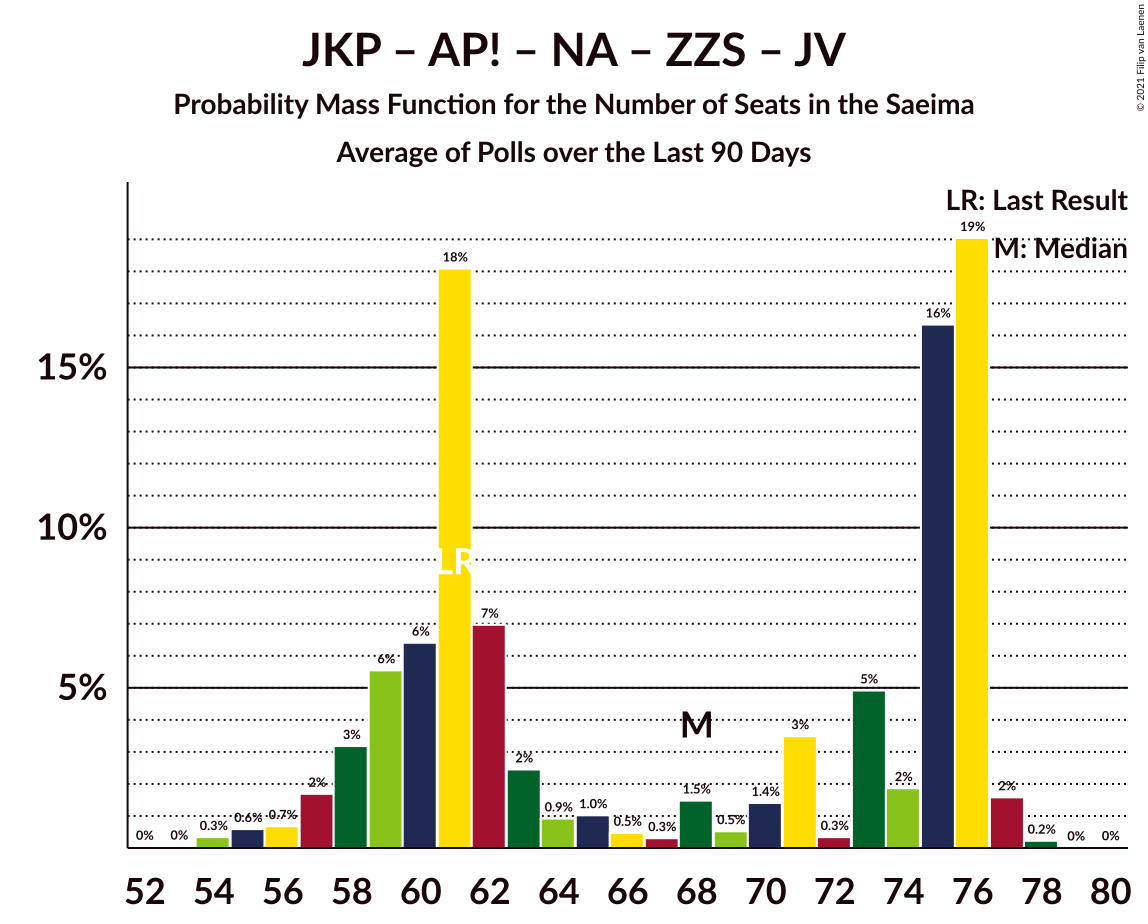 JKP – AP! – NA – ZZS – JV
Probability Mass Function for the Number of Seats in the Saeima
Average of Polls over the Last 90 Days
© 2021 Filip van Laenen
LR: Last Result
M: Median
15%
10%
5%
0% 0% 0.3% 0.6% 0.7% 2% 3% 6% 6% 18% 7% 2% 0.9% 1.0% 0.5% 0.3% 1.5% 0.5% 1.4% 3% 0.3% 5% 2% 16% 19% 2% 0.2% 0% 0%
LR
M
52 54 56 58 60 62 64 66 68 70 72 74 76 78 80